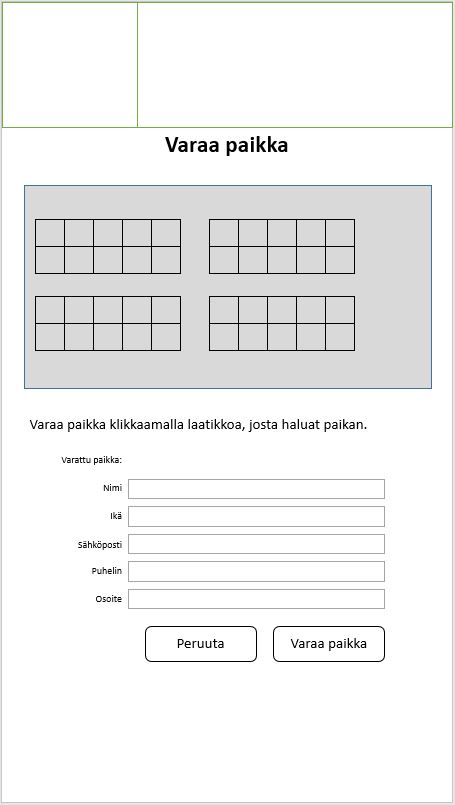 Varaa paikka
Varaa paikka klikkaamalla laatikkoa, josta haluat paikan.
Varattu paikka:
Nimi
Ikä
Sähköposti
Puhelin
Osoite
Peruuta Varaa paikka